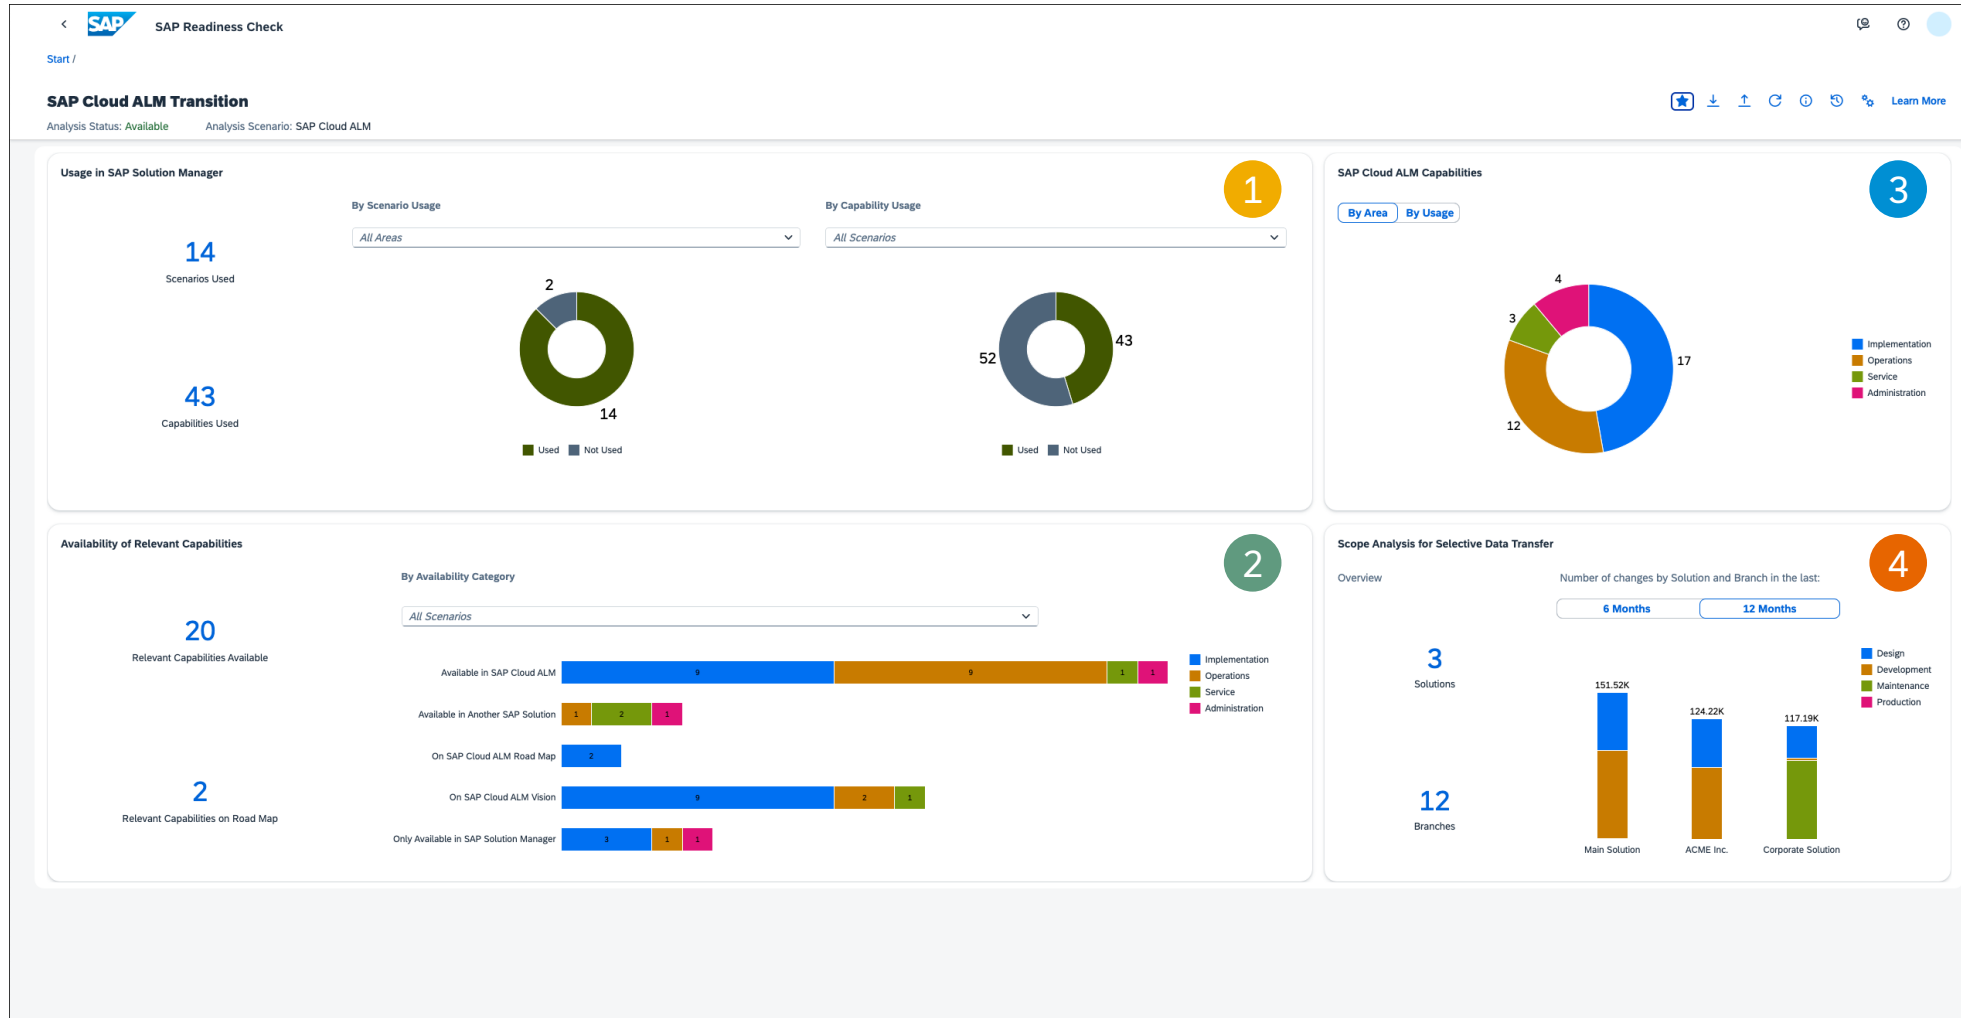 SAP SAP Readiness Check
Start /
SAP Cloud ALM Transition
Learn More
Analysis Status: Available Analysis Scenario: SAP Cloud ALM
Usage in SAP Solution Manager
1
By Scenario Usage
By Capability Usage
All Areas
All Scenarios
14
Scenarios Used
43
Capabilities Used
2
14
Used Not Used
52
43
Used Not Used
SAP Cloud ALM Capabilities
3
By Area By Usage
4
3
17
12
Implementation
Operations
Service
Administration
Availability of Relevant Capabilities
2
By Availability Category
All Scenarios
20
Relevant Capabilities Available
2
Relevant Capabilities on Road Map
Available in SAP Cloud ALM 9 9 1 1
Available in Another SAP Solution 1 2 1
On SAP Cloud ALM Road Map 2
On SAP Cloud ALM Vision 9 2 1
Only Available in SAP Solution Manager 3 1 1
Implementation
Operations
Service
Administration
Scope Analysis for Selective Data Transfer
4
Overview
Number of changes by Solution and Branch in the last:
6 Months 12 Months
3
Solutions
12
Branches
151.52K
124.22K
117.19K
Main Solution ACME Inc. Corporate Solution
Design
Development
Maintenance
Production